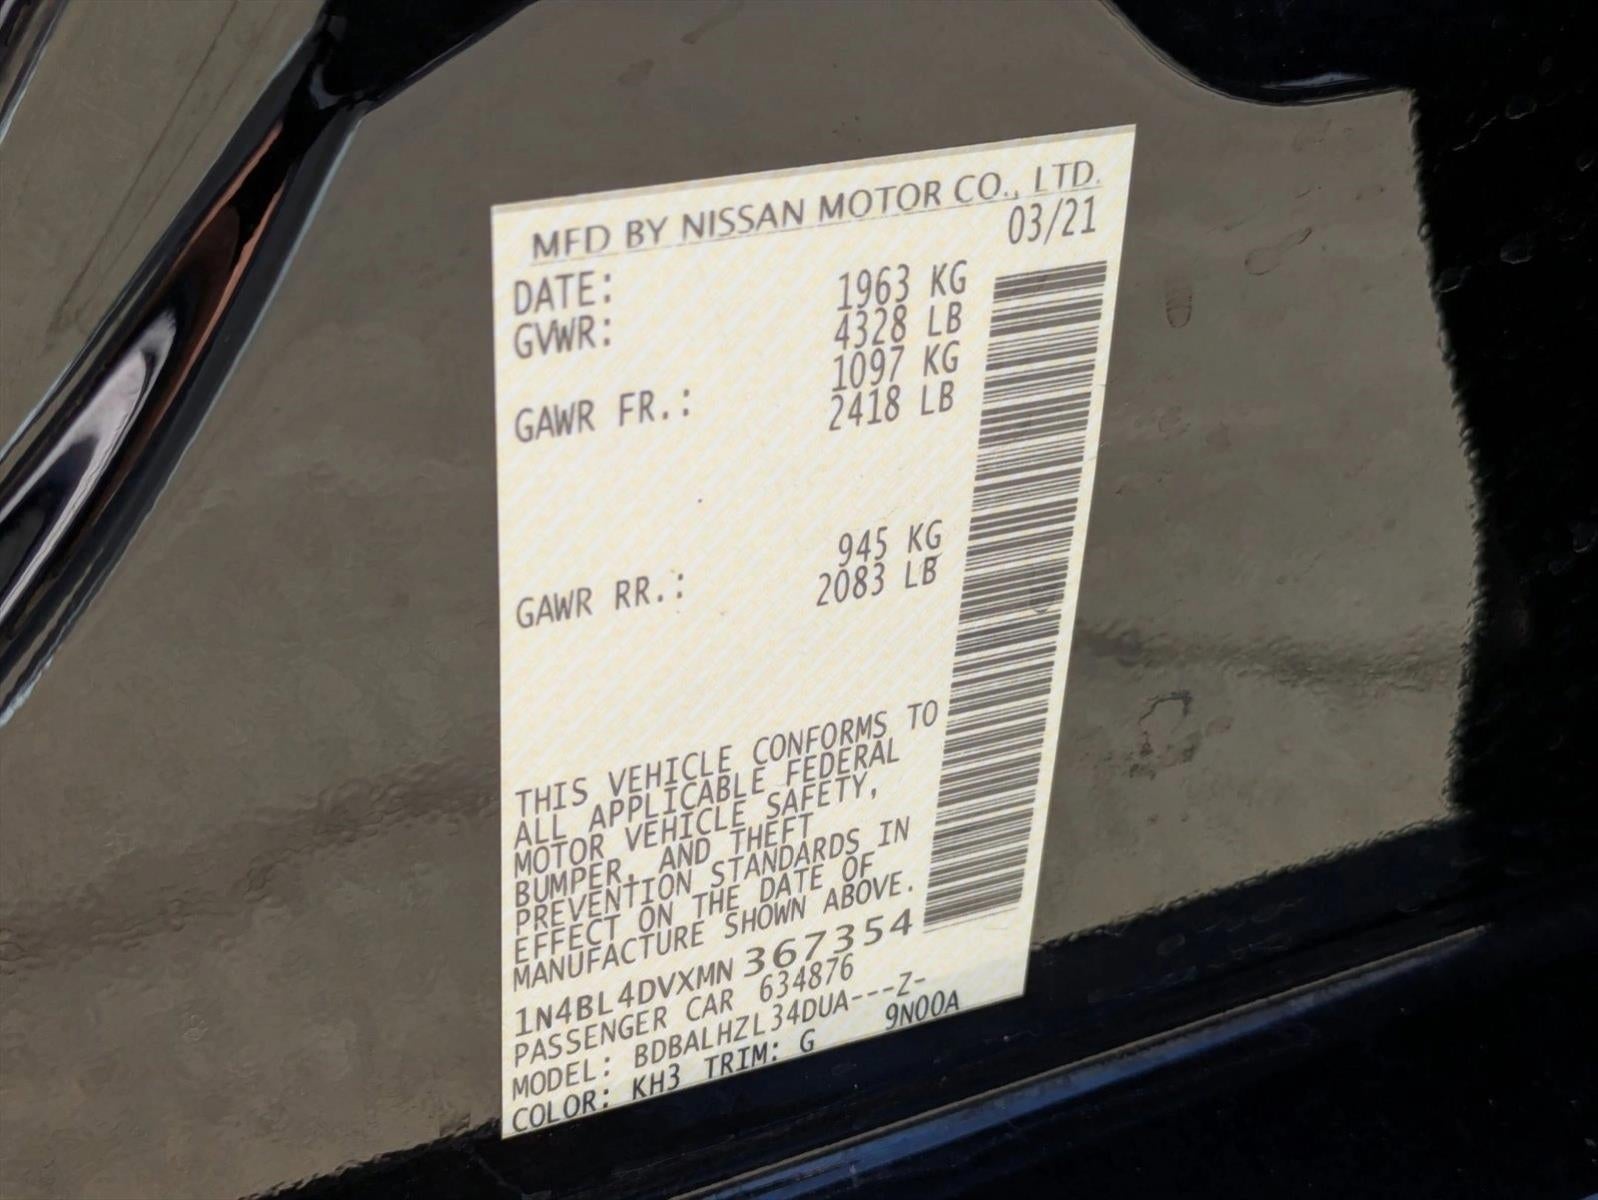 MFD BY NISSAN MOTOR CO., LTD.
DATE: 03/21
GVWR: 1963 KG
4328 LB
GAWR FR.: 1097 KG
2418 LB
GAWR RR.: 945 KG
2083 LB
THIS VEHICLE CONFORMS TO
ALL APPLICABLE FEDERAL
MOTOR VEHICLE SAFETY,
BUMPER, AND THEFT
PREVENTION STANDARDS IN
EFFECT ON THE DATE OF
MANUFACTURE SHOWN ABOVE.
1N4BL4DVXMN367354
PASSENGER CAR 634876
MODEL: BDBALHZL34DUA---Z-
COLOR: KH3 TRIM: G 9N00A